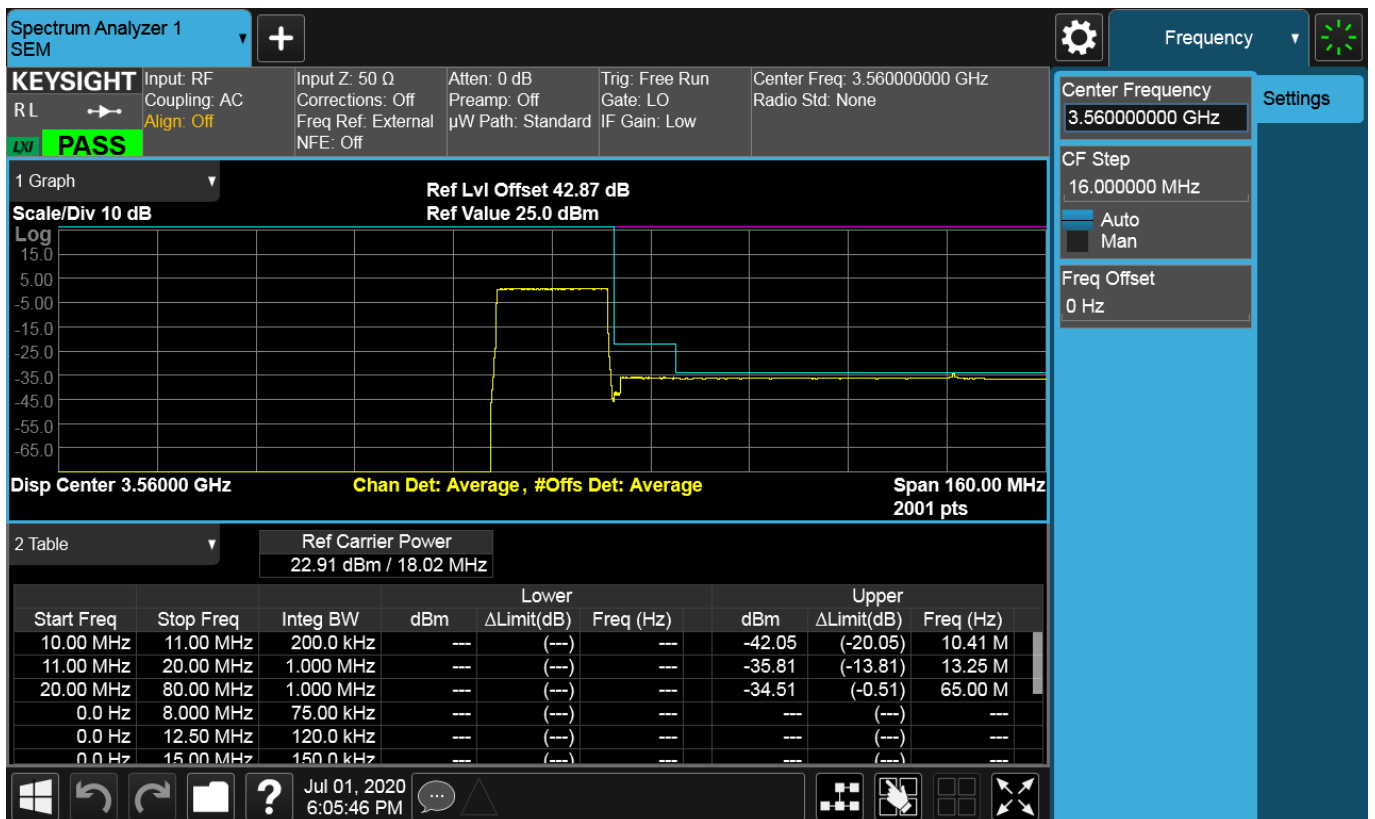 Spectrum Analyzer 1
SEM
Frequency
KEYSIGHT
R L
LXI
PASS
Input: RF
Coupling: AC
Align: Off
Input Z: 50 Ω
Corrections: Off
Freq Ref: External
NFE: Off
Atten: 0 dB
Preamp: Off
µW Path: Standard
Trig: Free Run
Gate: LO
IF Gain: Low
Center Freq: 3.560000000 GHz
Radio Std: None
Center Frequency
3.560000000 GHz
Settings
CF Step
16.000000 MHz
Auto
Man
Freq Offset
0 Hz
1 Graph
Ref Lvl Offset 42.87 dB
Scale/Div 10 dB
Ref Value 25.0 dBm
Log
15.0
5.00
-5.00
-15.0
-25.0
-35.0
-45.0
-55.0
-65.0
Disp Center 3.56000 GHz
Chan Det: Average, #Offs Det: Average
Span 160.00 MHz
2001 pts
2 Table
Ref Carrier Power
22.91 dBm / 18.02 MHz
Lower Upper
Start Freq Stop Freq Integ BW dBm ΔLimit(dB) Freq (Hz) dBm ΔLimit(dB) Freq (Hz)
10.00 MHz 11.00 MHz 200.0 kHz --- (---) --- -42.05 (-20.05) 10.41 M
11.00 MHz 20.00 MHz 1.000 MHz --- (---) --- -35.81 (-13.81) 13.25 M
20.00 MHz 80.00 MHz 1.000 MHz --- (---) --- -34.51 (-0.51) 65.00 M
0.0 Hz 8.000 MHz 75.00 kHz --- (---) --- --- (---) ---
0.0 Hz 12.50 MHz 120.0 kHz --- (---) --- --- (---) ---
0.0 Hz 15.00 MHz 150.0 kHz --- (---) --- --- (---) ---
?
Jul 01, 2020
6:05:46 PM